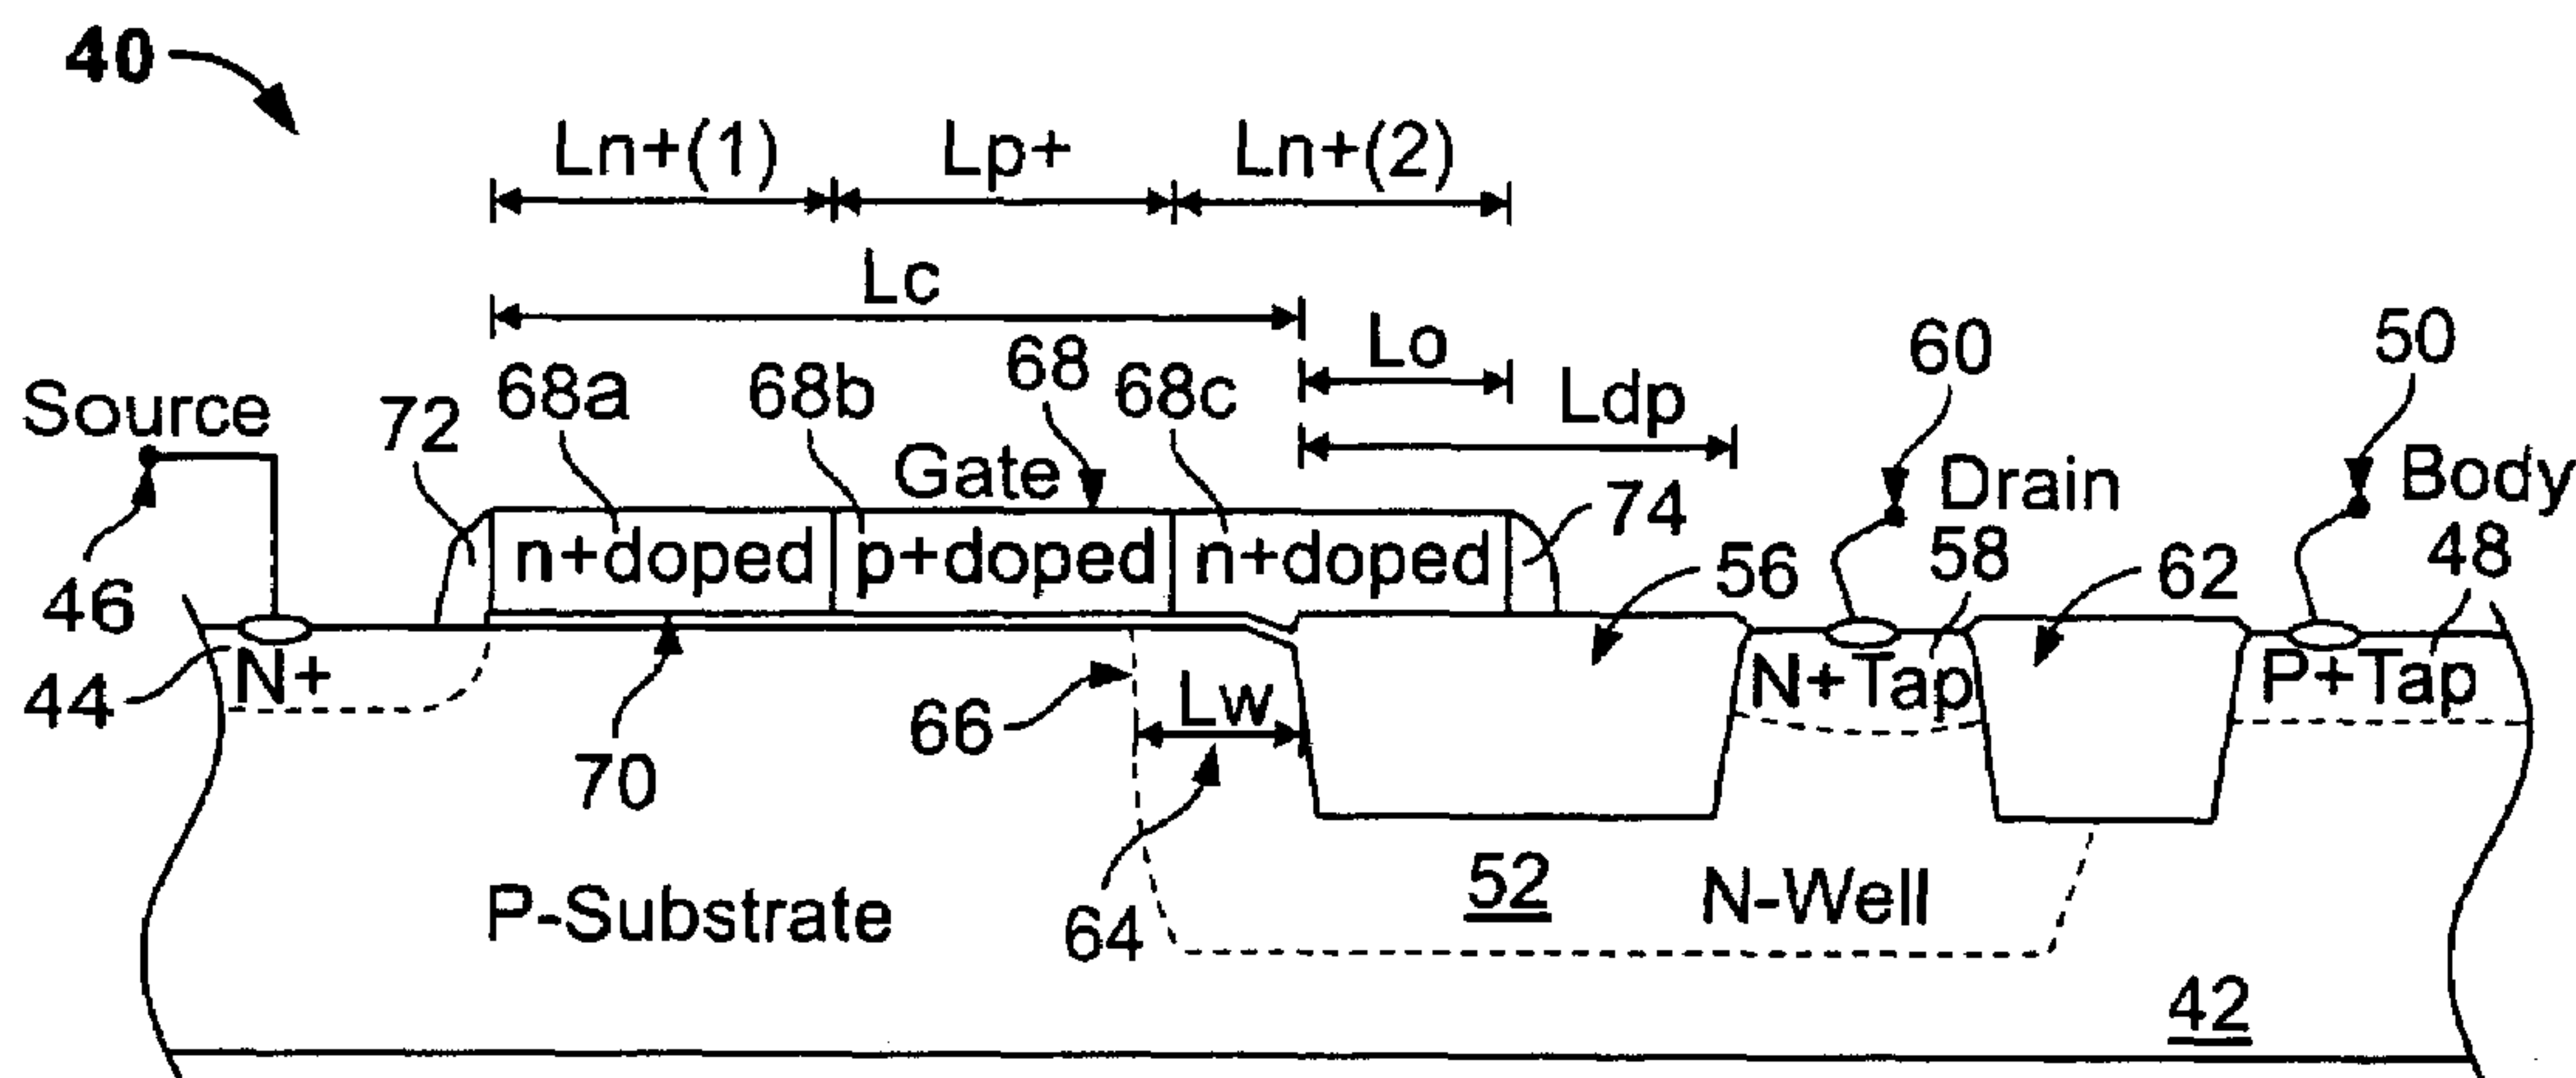 40
Ln+(1) Lp+ Ln+(2)
Lc
Lo
Ldp
Source
46
72
68a
68b
68
68c
Gate
60
Drain
50
Body
n+doped p+doped n+doped
74
56
58
62
48
44
N+
70
66
Lw
64
N+Tap
P+Tap
P-Substrate
52
N-Well
42